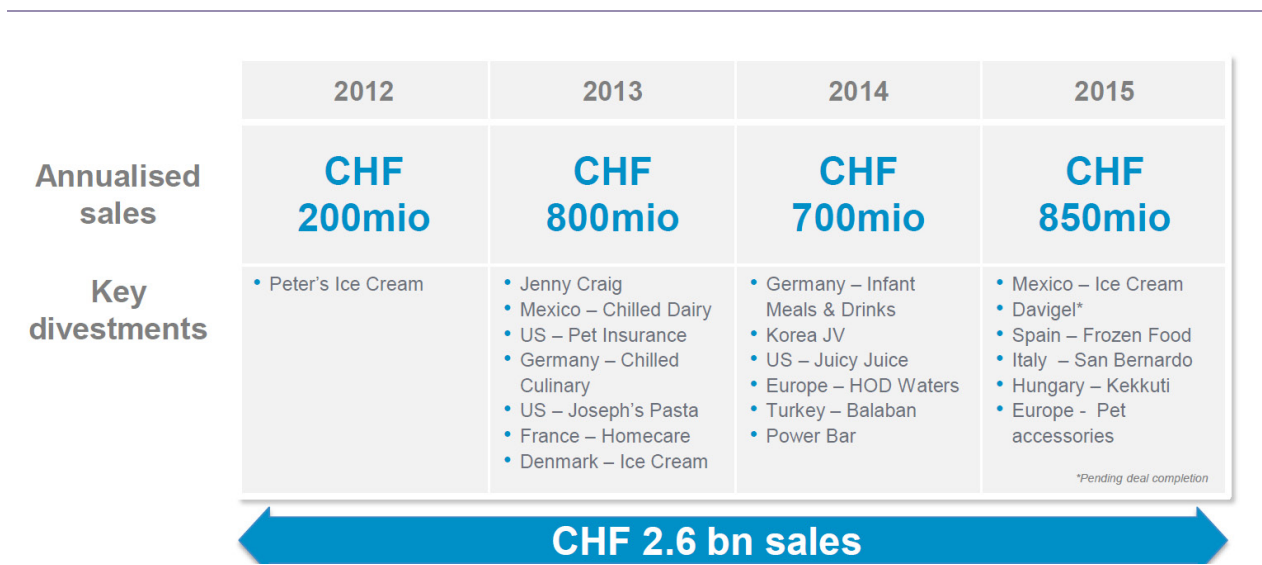 2012
2013
2014
2015
Annualised
sales
CHF
200mio
CHF
800mio
CHF
700mio
CHF
850mio
Key
divestments
• Peter's Ice Cream
• Jenny Craig
• Mexico – Chilled Dairy
• US – Pet Insurance
• Germany – Chilled
Culinary
• US – Joseph's Pasta
• France – Homecare
• Denmark – Ice Cream
• Germany – Infant
Meals & Drinks
• Korea JV
• US – Juicy Juice
• Europe – HOD Waters
• Turkey – Balaban
• Power Bar
• Mexico – Ice Cream
• Davigel*
• Spain – Frozen Food
• Italy – San Bernardo
• Hungary – Kekkuti
• Europe - Pet
accessories
*Pending deal completion
CHF 2.6 bn sales